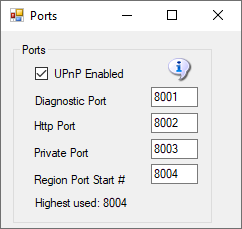 Ports
Ports
UPnP Enabled
Diagnostic Port 8001
Http Port 8002
Private Port 8003
Region Port Start # 8004
Highest used: 8004